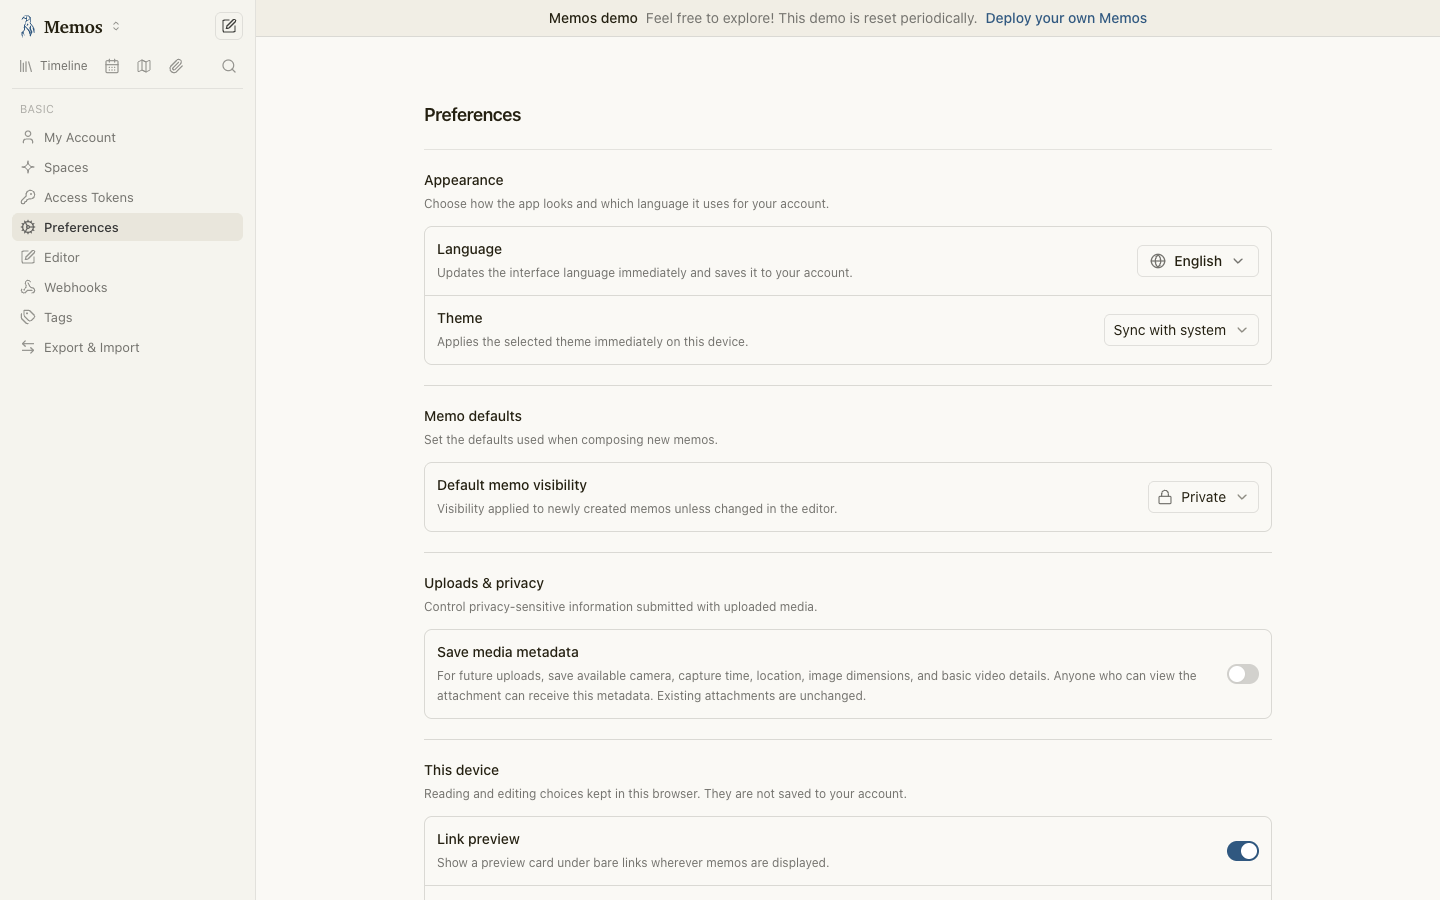 Memos
Memos demo Feel free to explore! This demo is reset periodically. Deploy your own Memos
Timeline
BASIC
My Account
Spaces
Access Tokens
Preferences
Editor
Webhooks
Tags
Export & Import
Preferences
Appearance
Choose how the app looks and which language it uses for your account.
Language
Updates the interface language immediately and saves it to your account.
English
Theme
Applies the selected theme immediately on this device.
Sync with system
Memo defaults
Set the defaults used when composing new memos.
Default memo visibility
Visibility applied to newly created memos unless changed in the editor.
Private
Uploads & privacy
Control privacy-sensitive information submitted with uploaded media.
Save media metadata
For future uploads, save available camera, capture time, location, image dimensions, and basic video details. Anyone who can view the
attachment can receive this metadata. Existing attachments are unchanged.
This device
Reading and editing choices kept in this browser. They are not saved to your account.
Link preview
Show a preview card under bare links wherever memos are displayed.